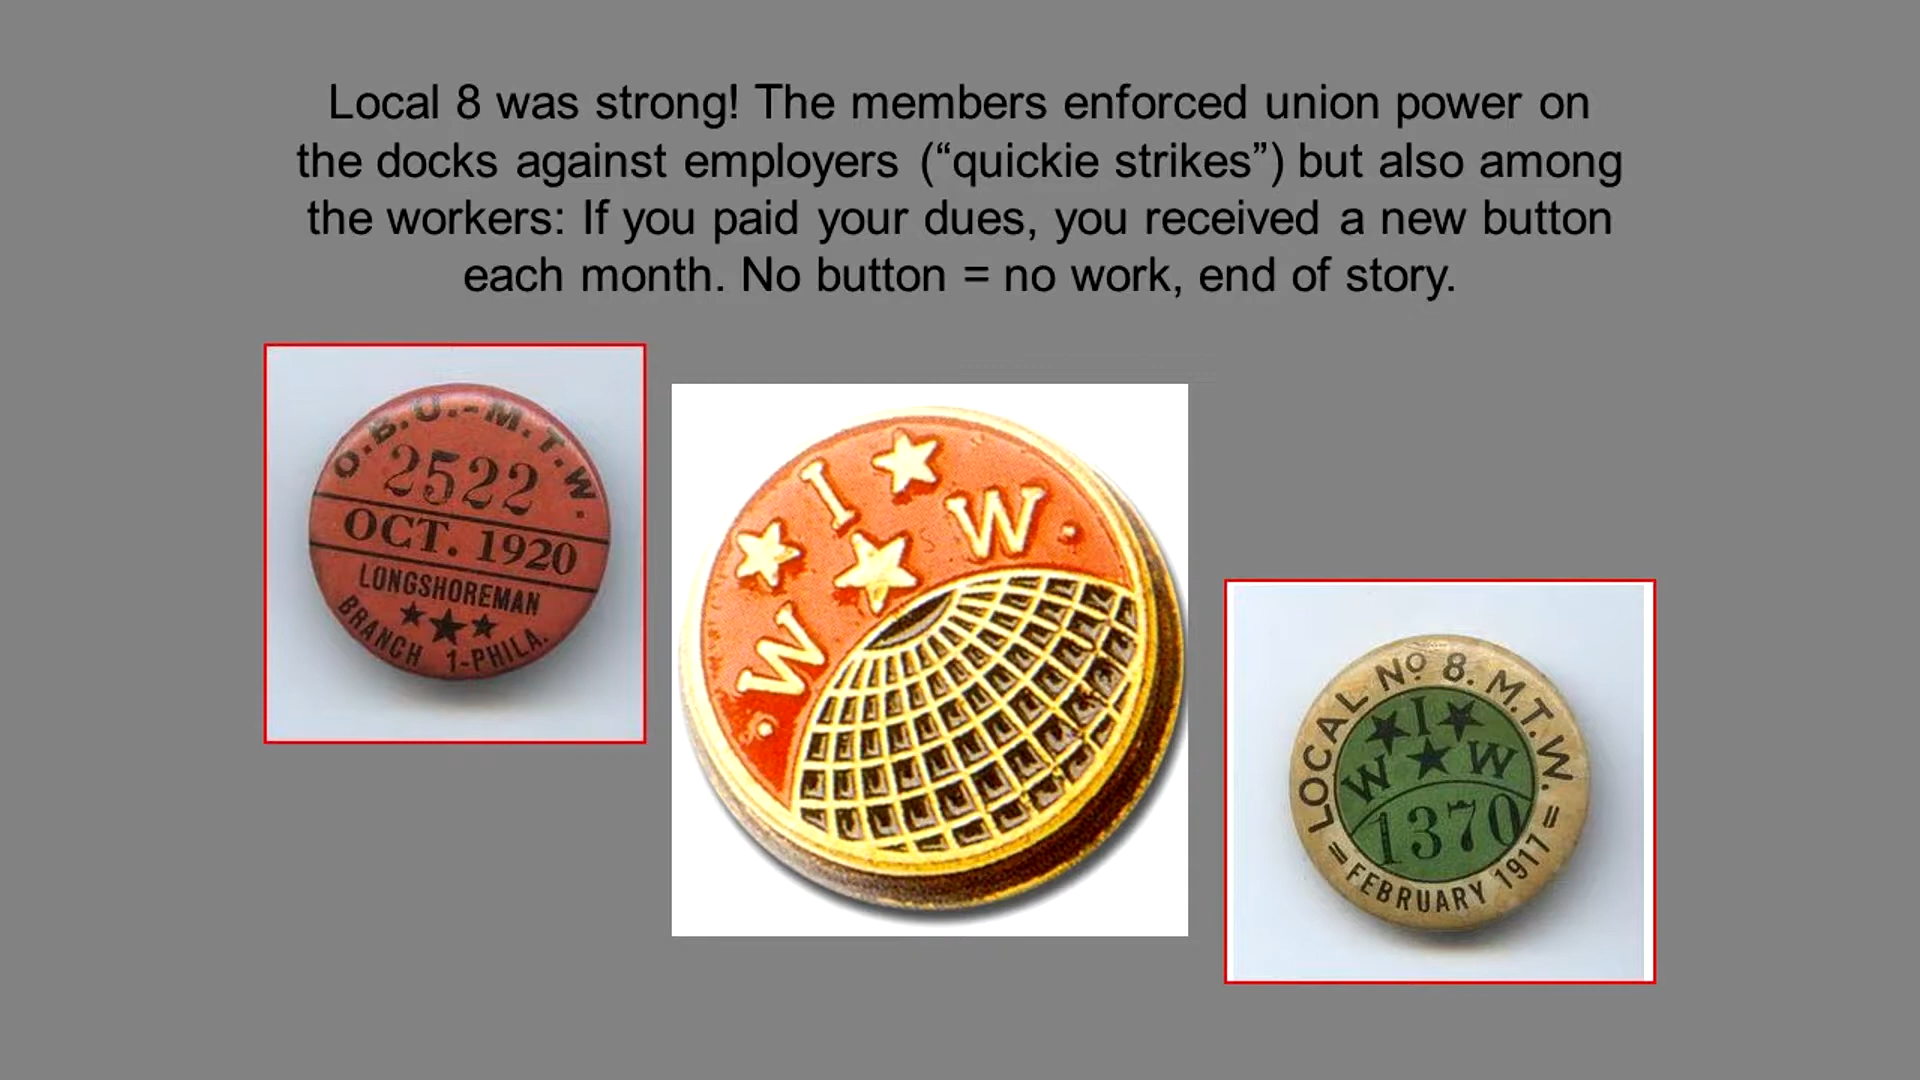 Local 8 was strong! The members enforced union power on
the docks against employers (“quickie strikes”) but also among
the workers: If you paid your dues, you received a new button
each month. No button = no work, end of story.
O.B.U.-M.T.W.
2522
OCT. 1920
LONGSHOREMAN
BRANCH 1-PHILA.
W I W
LOCAL No 8. M.T.W.
W I W
1370
=FEBRUARY 1917=